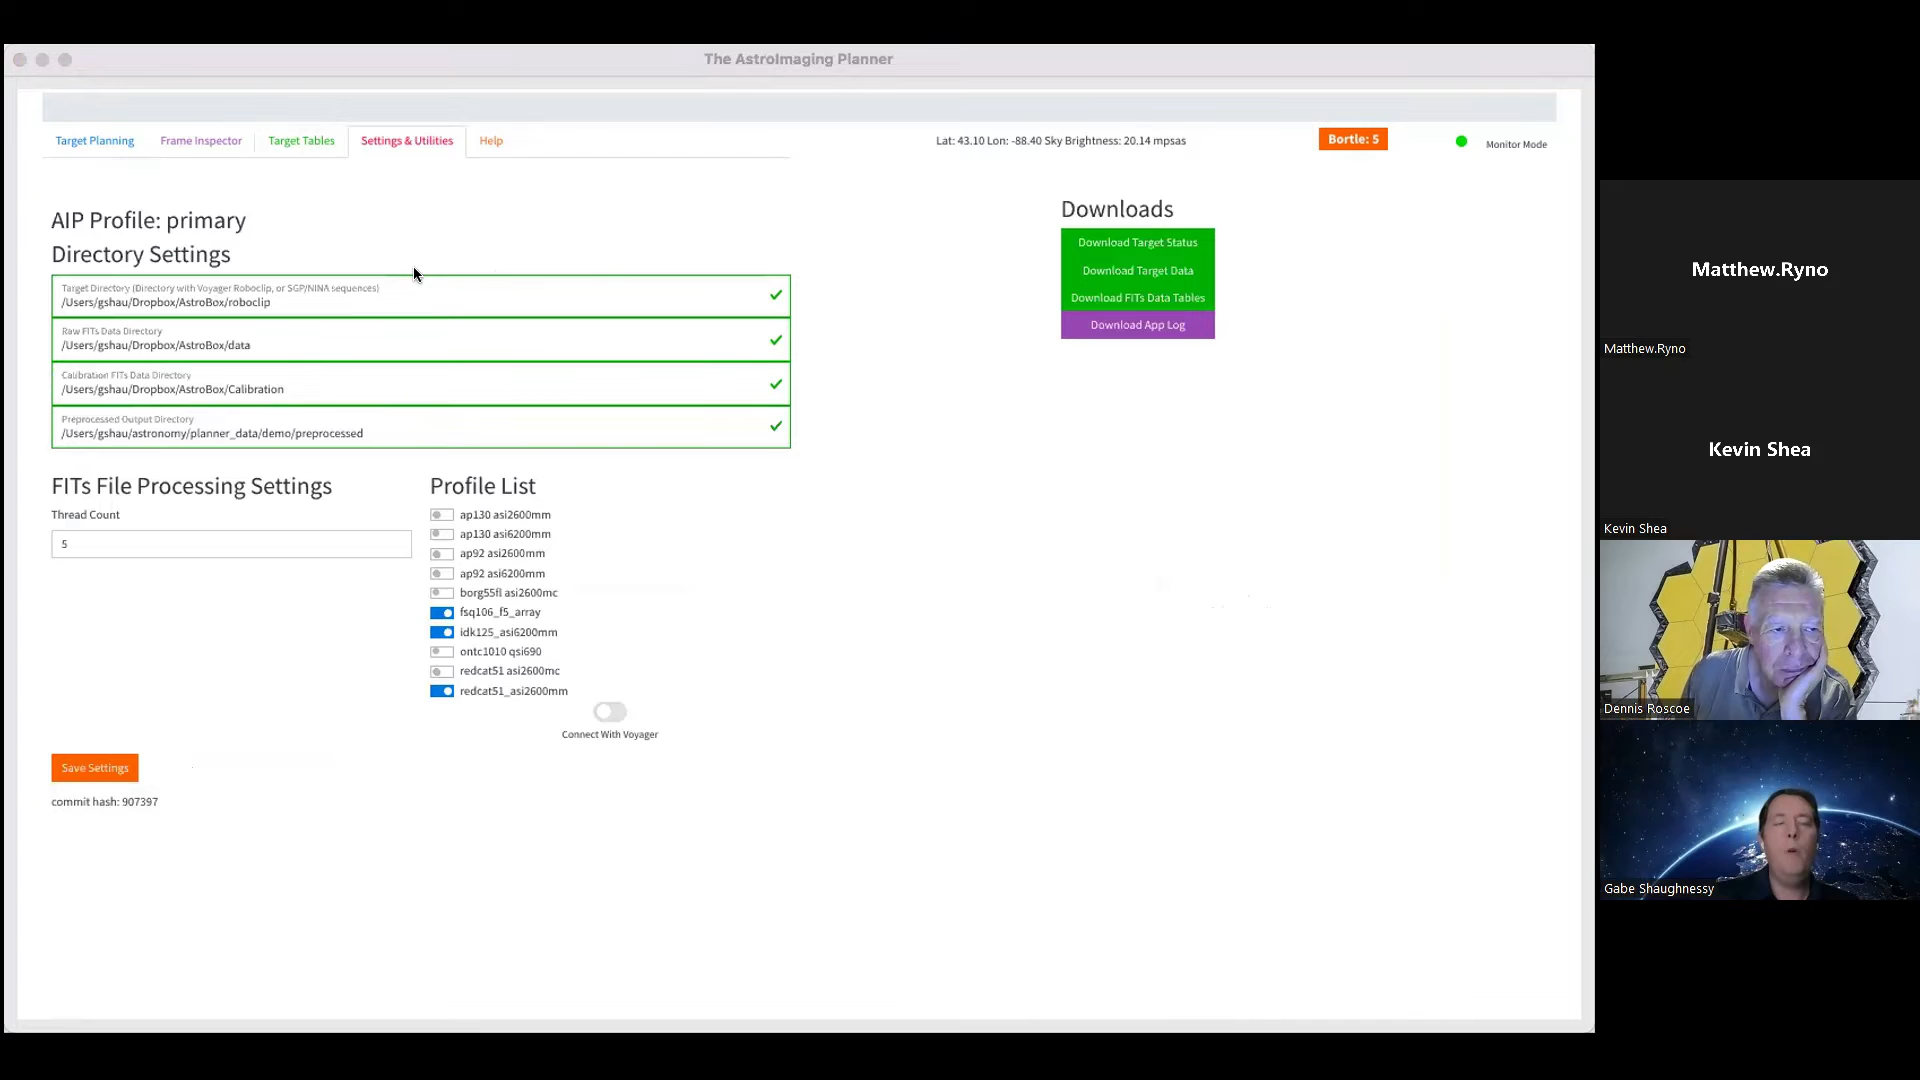 The AstroImaging Planner
Target Planning
Frame Inspector
Target Tables
Settings & Utilities
Help
Lat: 43.10 Lon: -88.40 Sky Brightness: 20.14 mpsas
Bortle: 5
Monitor Mode
AIP Profile: primary
Directory Settings
Target Directory (Directory with Voyager Roboclip, or SGP/NINA sequences)
/Users/gshau/Dropbox/AstroBox/roboclip
Raw FITs Data Directory
/Users/gshau/Dropbox/AstroBox/data
Calibration FITs Data Directory
/Users/gshau/Dropbox/AstroBox/Calibration
Preprocessed Output Directory
/Users/gshau/astronomy/planner_data/demo/preprocessed
FITs File Processing Settings
Thread Count
5
Profile List
ap130 asi2600mm
ap130 asi6200mm
ap92 asi2600mm
ap92 asi6200mm
borg55fl asi2600mc
fsq106_f5_array
idk125_asi6200mm
ontc1010 qsi690
redcat51 asi2600mc
redcat51_asi2600mm
Connect With Voyager
Save Settings
commit hash: 907397
Downloads
Download Target Status
Download Target Data
Download FITs Data Tables
Download App Log
Matthew.Ryno
Matthew.Ryno
Kevin Shea
Kevin Shea
Dennis Roscoe
Gabe Shaughnessy